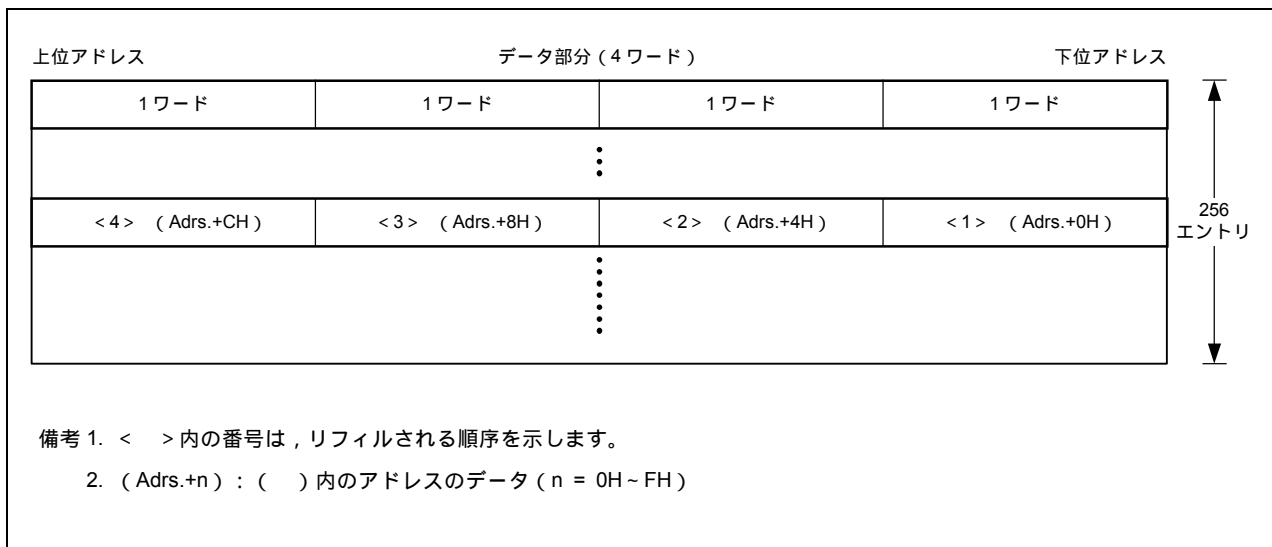 上位アドレス データ部分（4ワード） 下位アドレス
1ワード 1ワード 1ワード 1ワード
<4> （Adrs.+CH） <3> （Adrs.+8H） <2> （Adrs.+4H） <1> （Adrs.+0H）
256
エントリ
備考 1. < >内の番号は，リフィルされる順序を示します。
2. （Adrs.+n）：（ ）内のアドレスのデータ（n = 0H～FH）